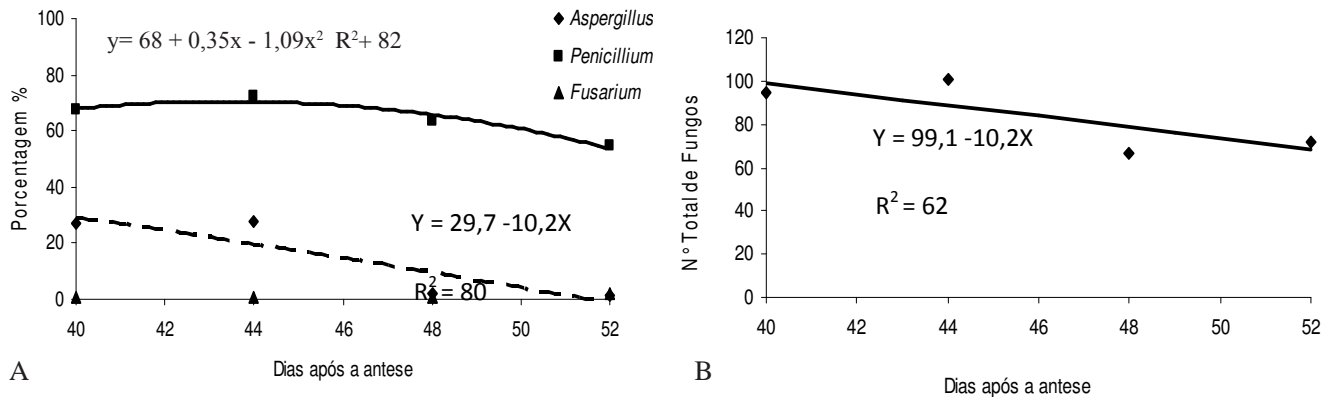 y= 68 + 0,35x - 1,09x² R²+ 82
Aspergillus
Penicillium
Fusarium
Porcentagem %
100
80
60
40
20
0
Y = 29,7 -10,2X
R² = 80
40 42 44 46 48 50 52
Dias após a antese
A
N° Total de Fungos
120
100
80
60
40
20
0
Y = 99,1 -10,2X
R² = 62
40 42 44 46 48 50 52
Dias após a antese
B